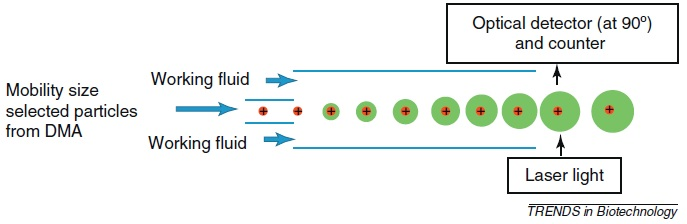 Optical detector (at 90º)
and counter
Working fluid
Mobility size
selected particles
from DMA
Working fluid
Laser light
TRENDS in Biotechnology